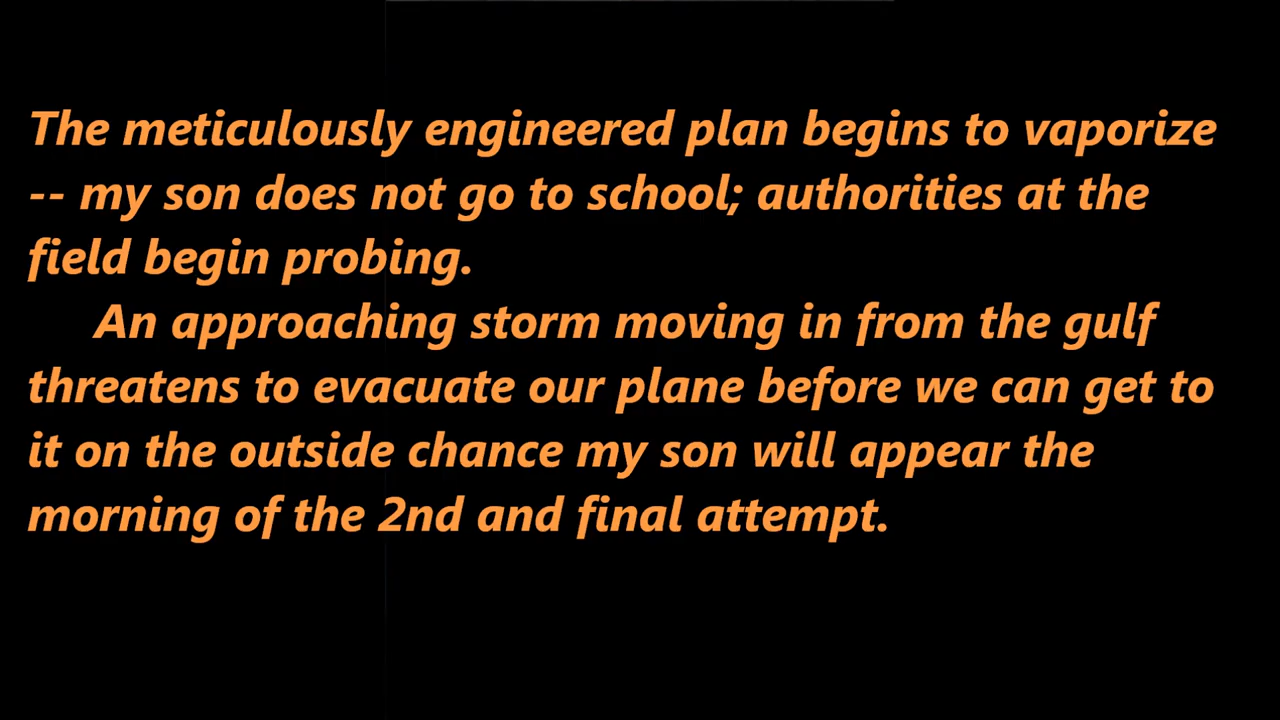 The meticulously engineered plan begins to vaporize
-- my son does not go to school; authorities at the
field begin probing.
An approaching storm moving in from the gulf
threatens to evacuate our plane before we can get to
it on the outside chance my son will appear the
morning of the 2nd and final attempt.